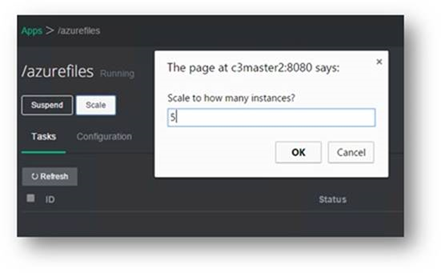 Apps > /azurefiles
/azurefiles Running
Suspend Scale
Tasks Configuration
Refresh
ID Status
The page at c3master2:8080 says:
Scale to how many instances?
5
OK Cancel